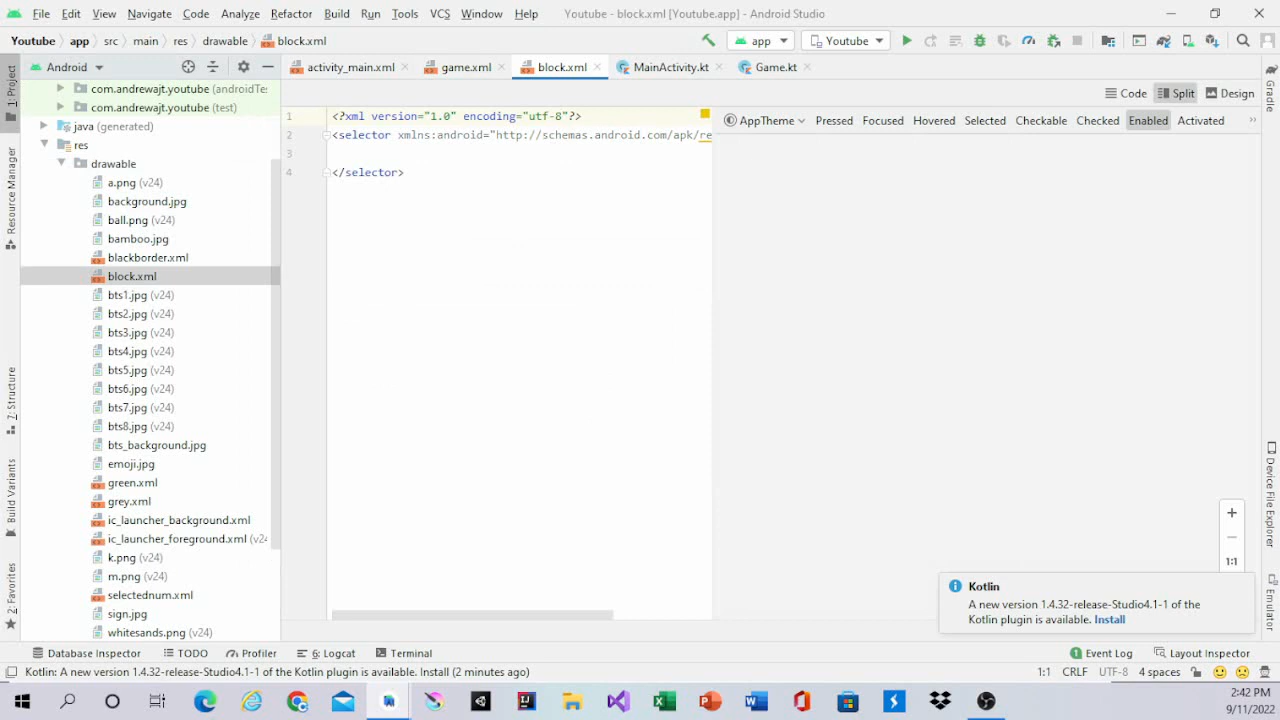 File Edit View Navigate Code Analyze Refactor Build Run Tools VCS Window Help Youtube - block.xml [Youtube.app] - Android Studio
Youtube app src main res drawable block.xml app Youtube
Android activity_main.xml game.xml block.xml MainActivity.kt Game.kt
1: Project
Resource Manager
Z: Structure
Build Variants
2: Favorites
com.andrewajt.youtube (androidTes
com.andrewajt.youtube (test)
java (generated)
res
drawable
a.png (v24)
background.jpg
ball.png (v24)
bamboo.jpg
blackborder.xml
block.xml
bts1.jpg (v24)
bts2.jpg (v24)
bts3.jpg (v24)
bts4.jpg (v24)
bts5.jpg (v24)
bts6.jpg (v24)
bts7.jpg (v24)
bts8.jpg (v24)
bts_background.jpg
emoji.jpg
green.xml
grey.xml
ic_launcher_background.xml
ic_launcher_foreground.xml (v24
k.png (v24)
m.png (v24)
selectednum.xml
sign.jpg
whitesands.png (v24)
1 <?xml version="1.0" encoding="utf-8"?>
2 <selector xmlns:android="http://schemas.android.com/apk/re
3
4 </selector>
Code Split Design
AppTheme Pressed Focused Hovered Selected Checkable Checked Enabled Activated
1:1
Gradle
Device File Explorer
Emulator
Kotlin
A new version 1.4.32-release-Studio4.1-1 of the
Kotlin plugin is available. Install
Database Inspector TODO Profiler 6: Logcat Terminal 1 Event Log Layout Inspector
Kotlin: A new version 1.4.32-release-Studio4.1-1 of the Kotlin plugin is available. Install (2 minutes ago) 1:1 CRLF UTF-8 4 spaces
2:42 PM
9/11/2022